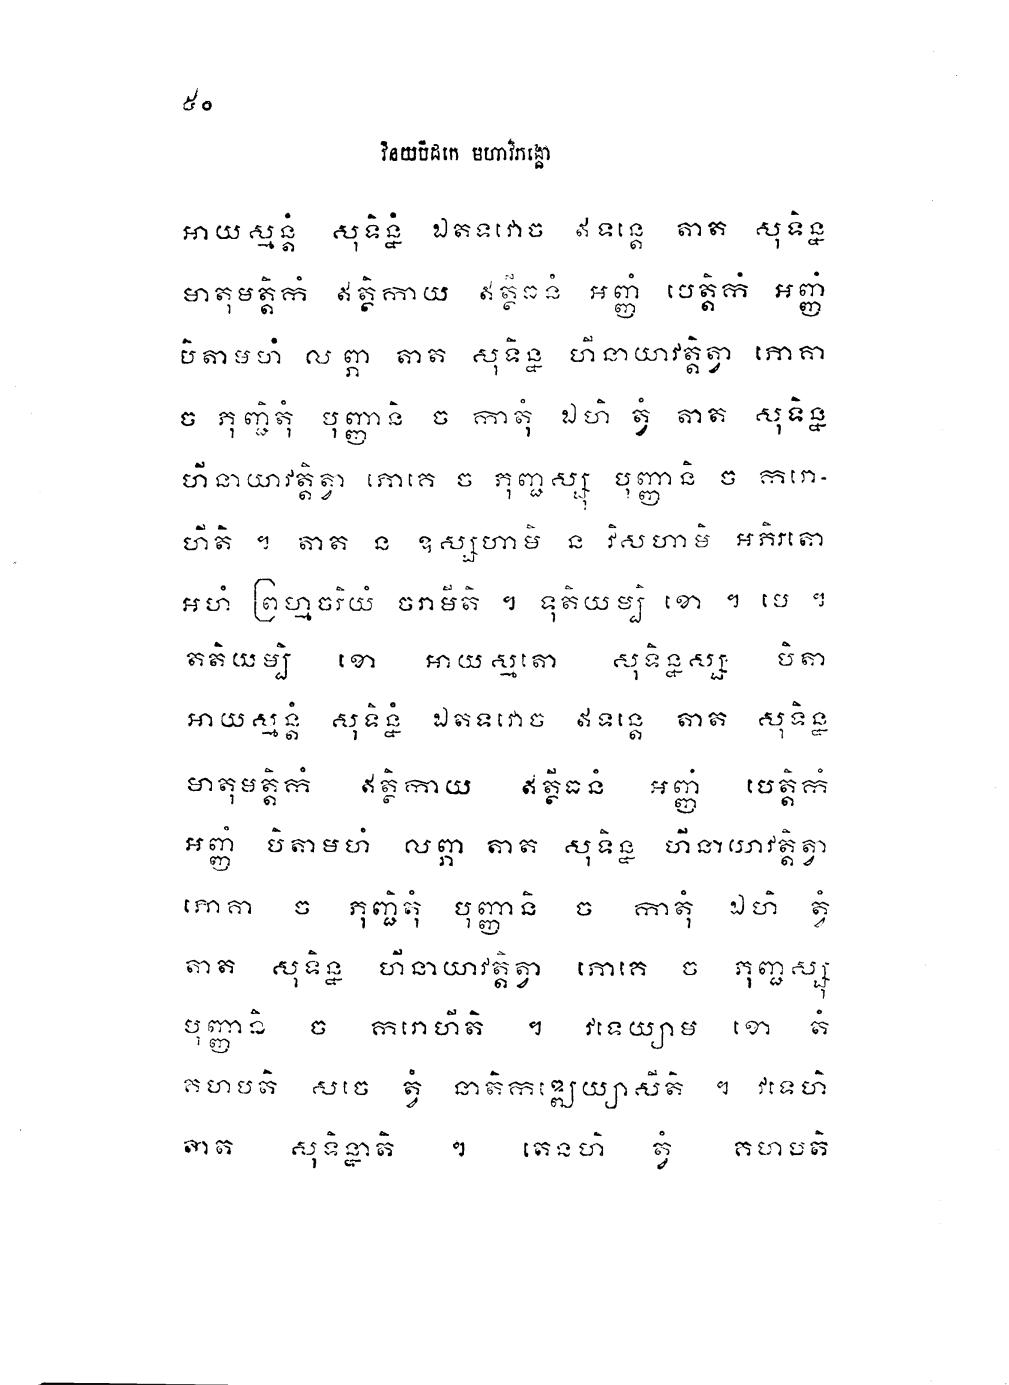 ៥០
វិនយបិដកេ មហាវិភង្គោ
អាយស្មន្តំ សុទិន្នំ ឯតទវោច ឥទន្តេ តាត សុទិន្ន
មាតុមត្តិកំ ឥត្ថិកាយ ឥត្ថីធនំ អញ្ញំ បេត្តិកំ អញ្ញំ
បិតាមហំ លព្ភា តាត សុទិន្ន ហីនាយាវត្តិត្វា ភោគា
ច ភុញ្ជិតុំ បុញ្ញានិ ច កាតុំ ឯហិ ត្វំ តាត សុទិន្ន
ហីនាយាវត្តិត្វា ភោគេ ច ភុញ្ជស្សុ បុញ្ញានិ ច ករោ-
ហីតិ ។ តាត ន ឧស្សហាមិ ន វិសហាមិ អភិរតោ
អហំ ព្រហ្មចរិយំ ចរាមីតិ ។ ទុតិយម្បិ ខោ ។ បេ ។
តតិយម្បិ ខោ អាយស្មតោ សុទិន្នស្ស បិតា
អាយស្មន្តំ សុទិន្នំ ឯតទវោច ឥទន្តេ តាត សុទិន្ន
មាតុមត្តិកំ ឥត្ថិកាយ ឥត្ថីធនំ អញ្ញំ បេត្តិកំ
អញ្ញំ បិតាមហំ លព្ភា តាត សុទិន្ន ហីនាយាវត្តិត្វា
ភោគា ច ភុញ្ជិតុំ បុញ្ញានិ ច កាតុំ ឯហិ ត្វំ
តាត សុទិន្ន ហីនាយាវត្តិត្វា ភោគេ ច ភុញ្ជស្សុ
បុញ្ញានិ ច ករោហីតិ ។ វទេយ្យាម ខោ តំ
គហបតិ សចេ ត្វំ នាតិកឌ្ឍេយ្យាសីតិ ។ វទេហិ
តាត សុទិន្នាតិ ។ តេនហិ ត្វំ គហបតិ